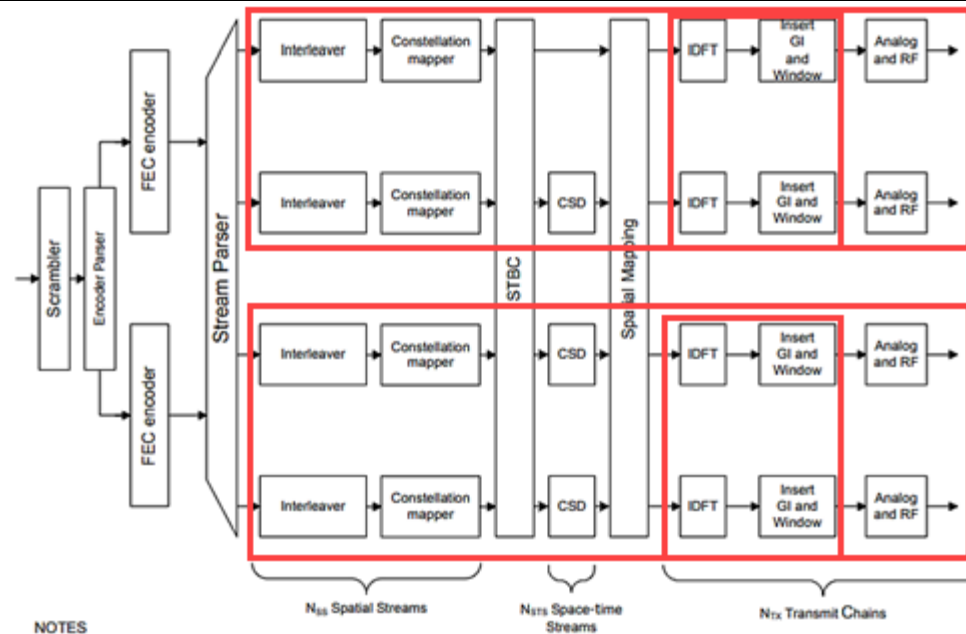 Scrambler
Encoder Parser
FEC encoder
FEC encoder
Stream Parser
Interleaver
Constellation
mapper
Interleaver
Constellation
mapper
Interleaver
Constellation
mapper
Interleaver
Constellation
mapper
STBC
CSD
CSD
CSD
Spatial Mapping
IDFT
Insert
GI
and
Window
Analog
and RF
IDFT
Insert
GI and
Window
Analog
and RF
IDFT
Insert
GI and
Window
Analog
and RF
IDFT
Insert
GI and
Window
Analog
and RF
NSS Spatial Streams
NSTS Space-time
Streams
NTX Transmit Chains
NOTES